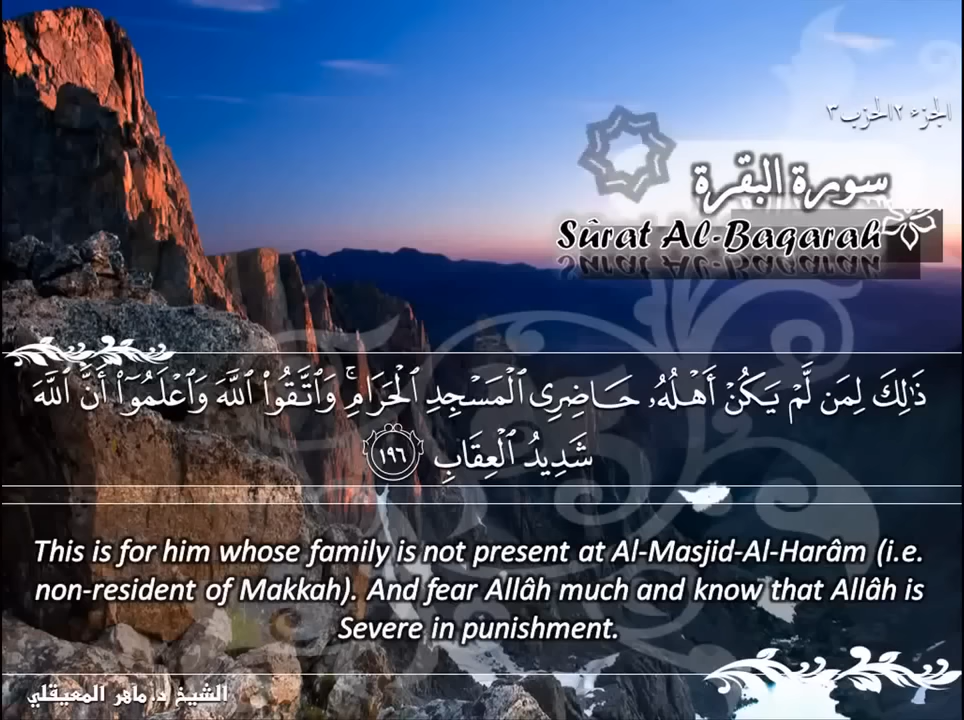 الجزء ٢ الحزب ٣
سورة البقرة
Sûrat Al-Baqarah
ذَٰلِكَ لِمَن لَّمْ يَكُنْ أَهْلُهُۥ حَاضِرِى ٱلْمَسْجِدِ ٱلْحَرَامِ ۚ وَٱتَّقُوا۟ ٱللَّهَ وَٱعْلَمُوٓا۟ أَنَّ ٱللَّهَ
شَدِيدُ ٱلْعِقَابِ ١٩٦
This is for him whose family is not present at Al-Masjid-Al-Harâm (i.e.
non-resident of Makkah). And fear Allâh much and know that Allâh is
Severe in punishment.
الشيخ د. ماهر المعيقلي